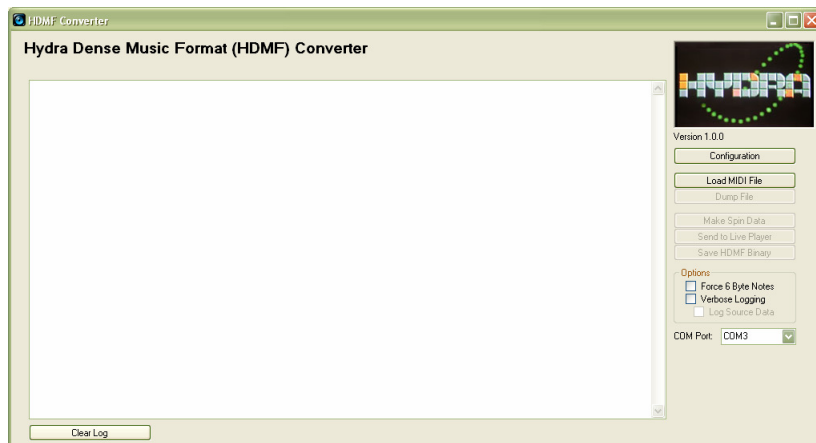 HDMF Converter
Hydra Dense Music Format (HDMF) Converter
HYDRA
Version 1.0.0
Configuration
Load MIDI File
Dump File
Make Spin Data
Send to Live Player
Save HDMF Binary
Options
Force 6 Byte Notes
Verbose Logging
Log Source Data
COM Port: COM3
Clear Log